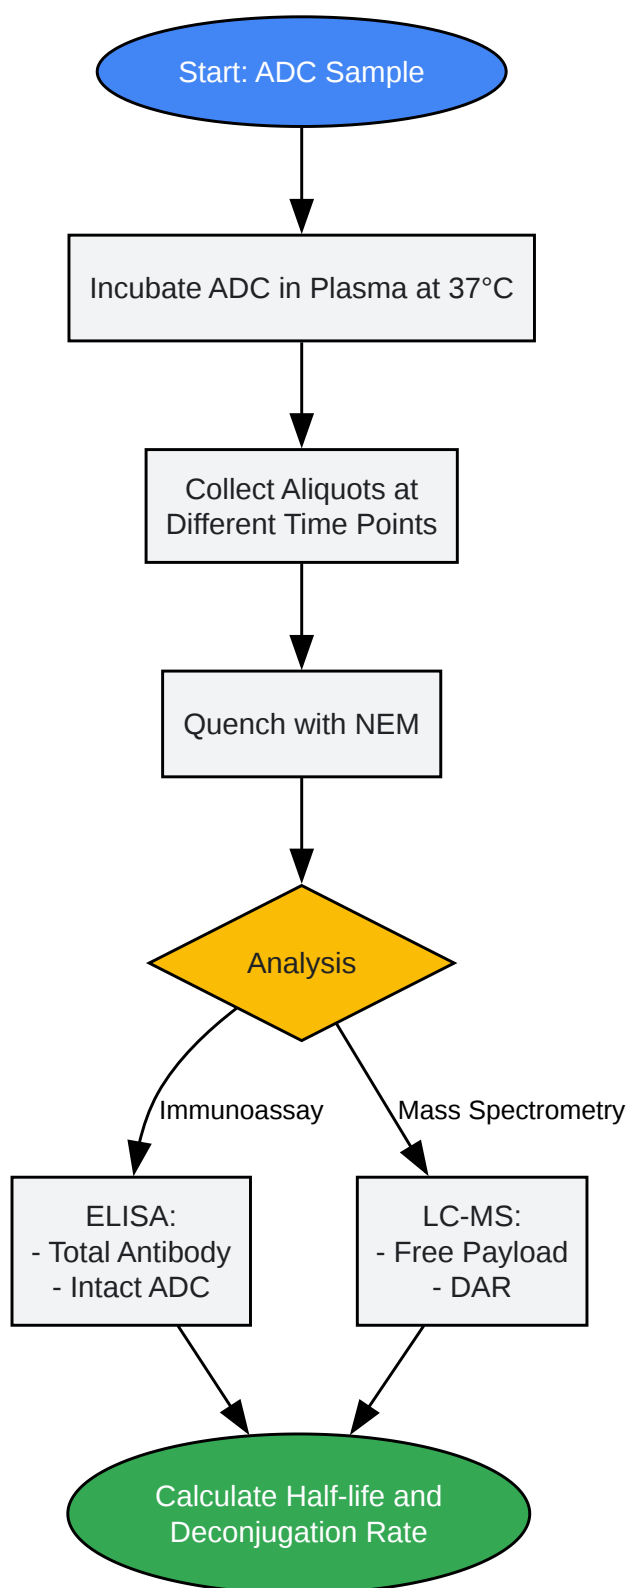 Start: ADC Sample
Incubate ADC in Plasma at 37°C
Collect Aliquots at
Different Time Points
Quench with NEM
Analysis
Immunoassay
Mass Spectrometry
ELISA:
- Total Antibody
- Intact ADC
LC-MS:
- Free Payload
- DAR
Calculate Half-life and
Deconjugation Rate